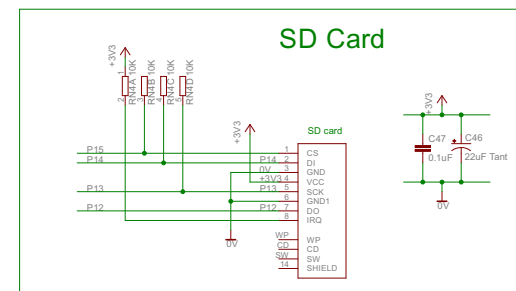 SD Card
+3V3
1
2
RN4A 10K
3
RN4B 10K
4
RN4C 10K
5
RN4D 10K
+3V3
SD card
+3V3
C47
0.1uF
C46
22uF Tant
0V
P15
1 CS
P14 P14 2 DI
0V 3 GND
+3V3 4 VCC
P13 P13 5 SCK
6 GND1
P12 P12 7 DO
8 IRQ
0V
WP WP
CD CD
SW SW
14 SHIELD